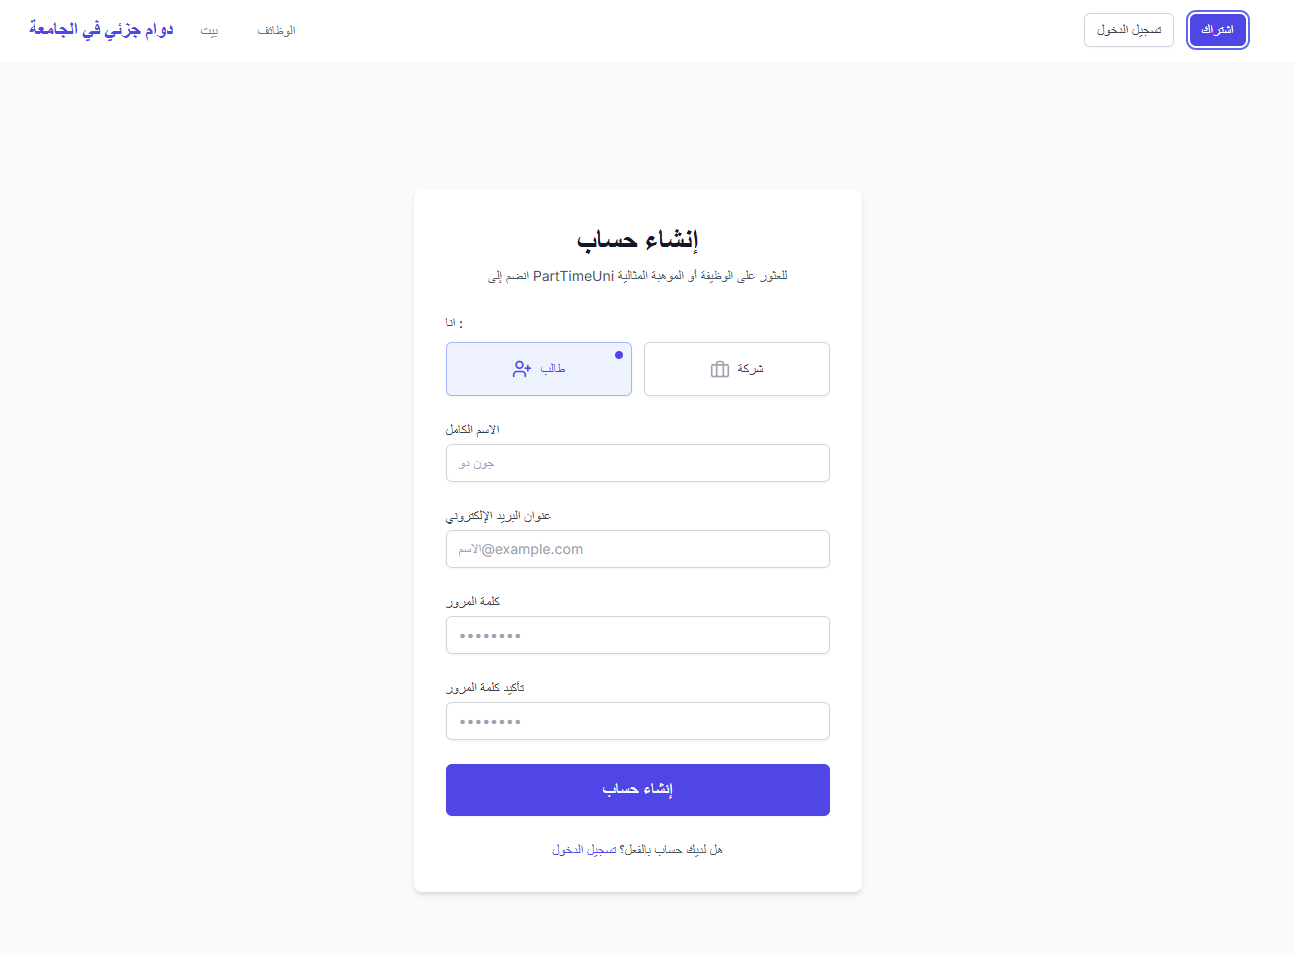 دوام جزئي في الجامعة
بيت
الوظائف
تسجيل الدخول
اشتراك
إنشاء حساب
انضم إلى PartTimeUni للعثور على الوظيفة أو الموهبة المثالية
انا :
طالب
شركة
الاسم الكامل
جون دو
عنوان البريد الإلكتروني
الاسم@example.com
كلمة المرور
••••••••
تأكيد كلمة المرور
••••••••
إنشاء حساب
هل لديك حساب بالفعل؟ تسجيل الدخول